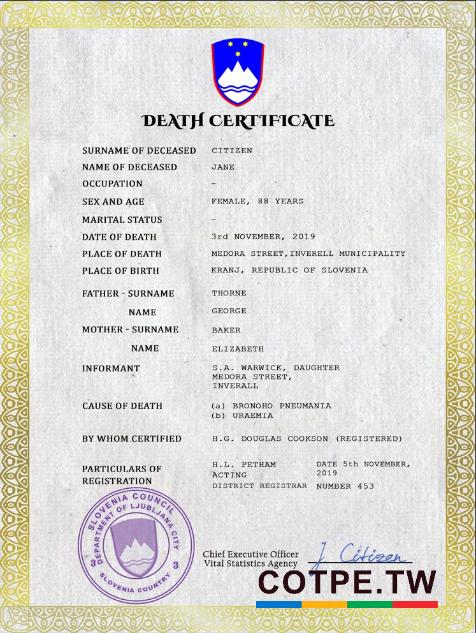 DEATH CERTIFICATE
SURNAME OF DECEASED CITIZEN
NAME OF DECEASED JANE
OCCUPATION –
SEX AND AGE FEMALE, 88 YEARS
MARITAL STATUS –
DATE OF DEATH 3rd NOVEMBER, 2019
PLACE OF DEATH MEDORA STREET,INVERELL MUNICIPALITY
PLACE OF BIRTH KRANJ, REPUBLIC OF SLOVENIA
FATHER - SURNAME THORNE
NAME GEORGE
MOTHER - SURNAME BAKER
NAME ELIZABETH
INFORMANT S.A. WARWICK, DAUGHTER
MEDORA STREET,
INVERALL
CAUSE OF DEATH (a) BRONOHO PNEUMANIA
(b) URAEMIA
BY WHOM CERTIFIED H.G. DOUGLAS COOKSON (REGISTERED)
PARTICULARS OF
REGISTRATION
H.L. PETHAM
ACTING
DISTRICT REGISTRAR
DATE 5th NOVEMBER,
2019
NUMBER 453
SLOVENIA COUNCIL
DEPARTMENT OF LJUBLJANA CITY
3 3
SLOVENIA COUNTRY
Chief Executive Officer
Vital Statistics Agency
J Citizen
COTPE.TW